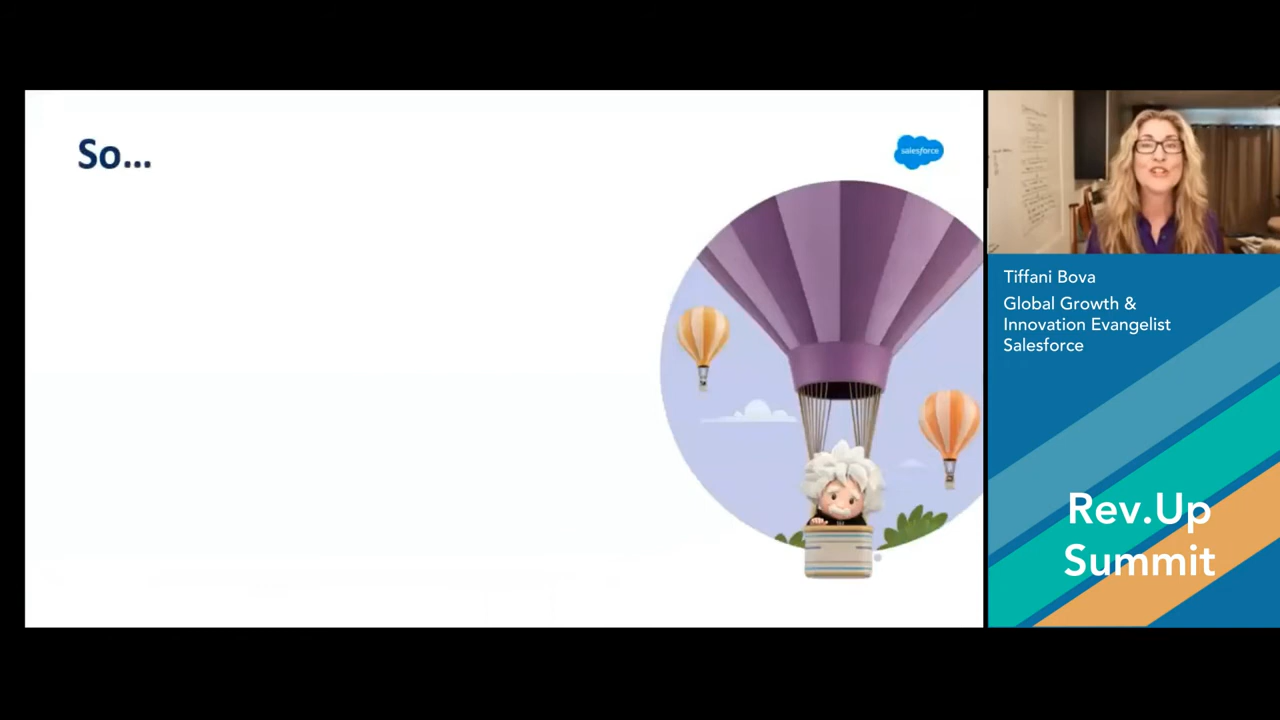 So...
salesforce
Tiffani Bova
Global Growth &
Innovation Evangelist
Salesforce
Rev.Up
Summit